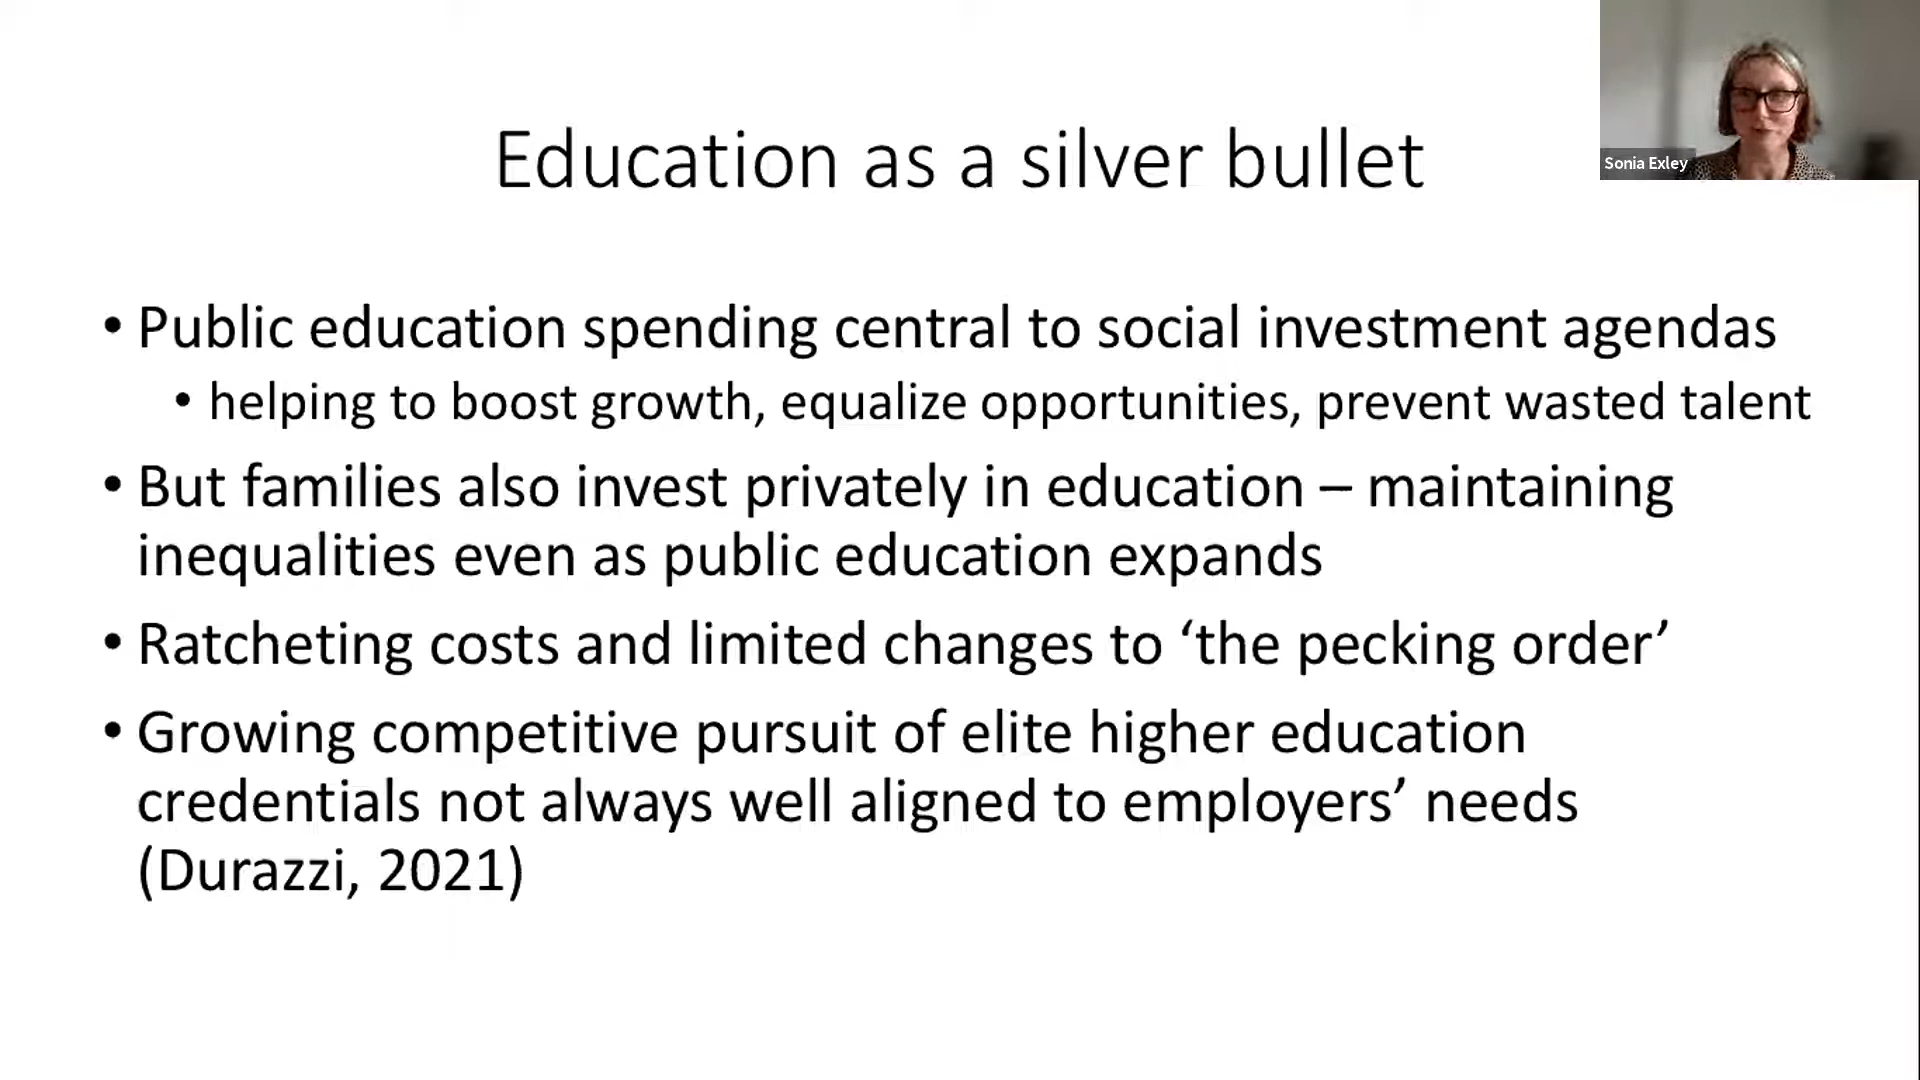 Education as a silver bullet
Sonia Exley
• Public education spending central to social investment agendas
• helping to boost growth, equalize opportunities, prevent wasted talent
• But families also invest privately in education – maintaining
inequalities even as public education expands
• Ratcheting costs and limited changes to ‘the pecking order’
• Growing competitive pursuit of elite higher education
credentials not always well aligned to employers’ needs
(Durazzi, 2021)